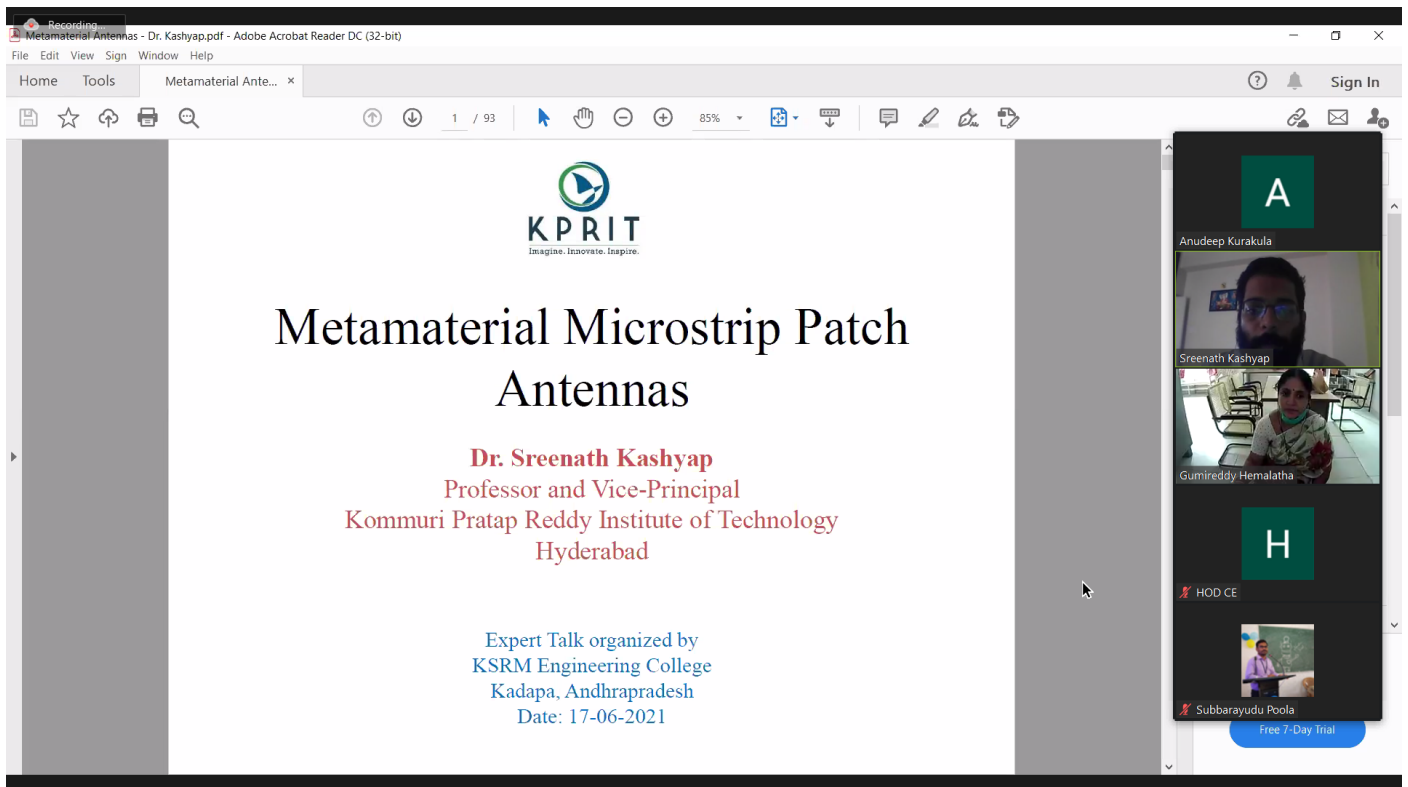 Recording...
Metamaterial Antennas - Dr. Kashyap.pdf - Adobe Acrobat Reader DC (32-bit)
File Edit View Sign Window Help
Home Tools Metamaterial Ante... ×
Sign In
1 / 93 85%
KPRIT
Imagine. Innovate. Inspire.
Metamaterial Microstrip Patch
Antennas
Dr. Sreenath Kashyap
Professor and Vice-Principal
Kommuri Pratap Reddy Institute of Technology
Hyderabad
Expert Talk organized by
KSRM Engineering College
Kadapa, Andhrapradesh
Date: 17-06-2021
A
Anudeep Kurakula
Sreenath Kashyap
Gumireddy Hemalatha
H
HOD CE
Subbarayudu Poola
Free 7-Day Trial